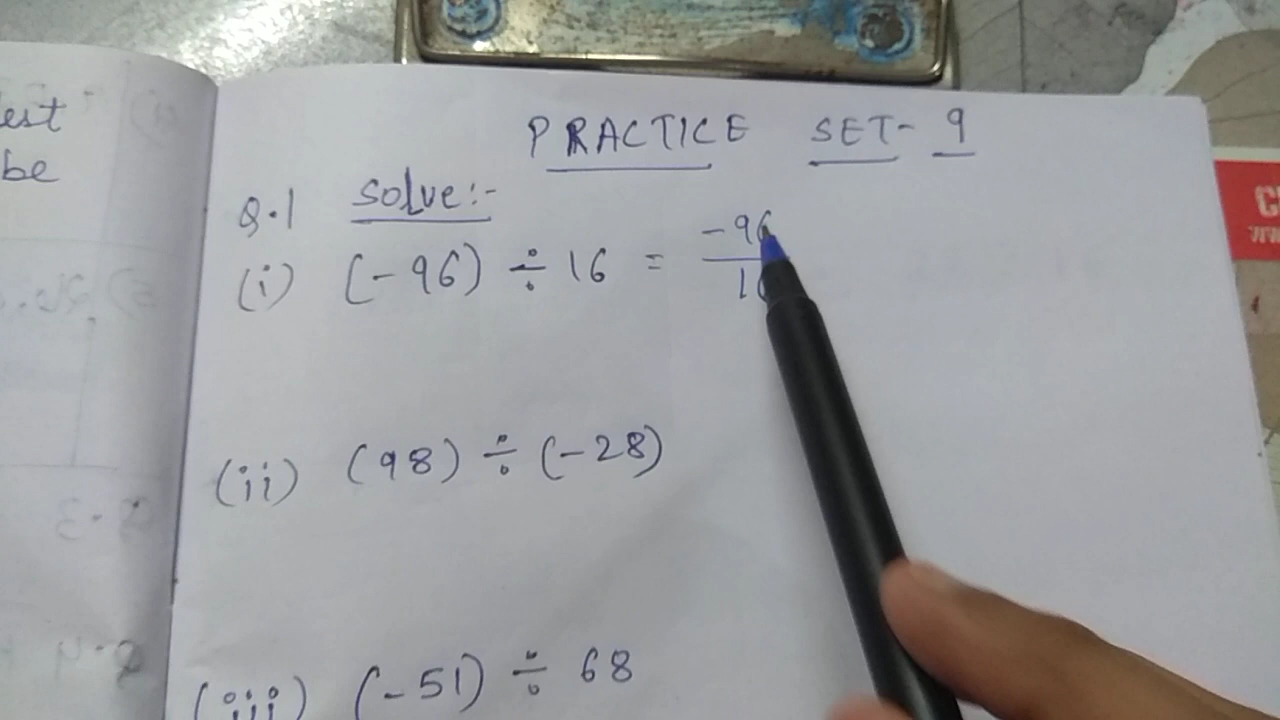 est
be
PRACTICE SET- 9
Q.1 Solve:-
(i) (-96) ÷ 16 = -96/16
(ii) (98) ÷ (-28)
(iii) (-51) ÷ 68